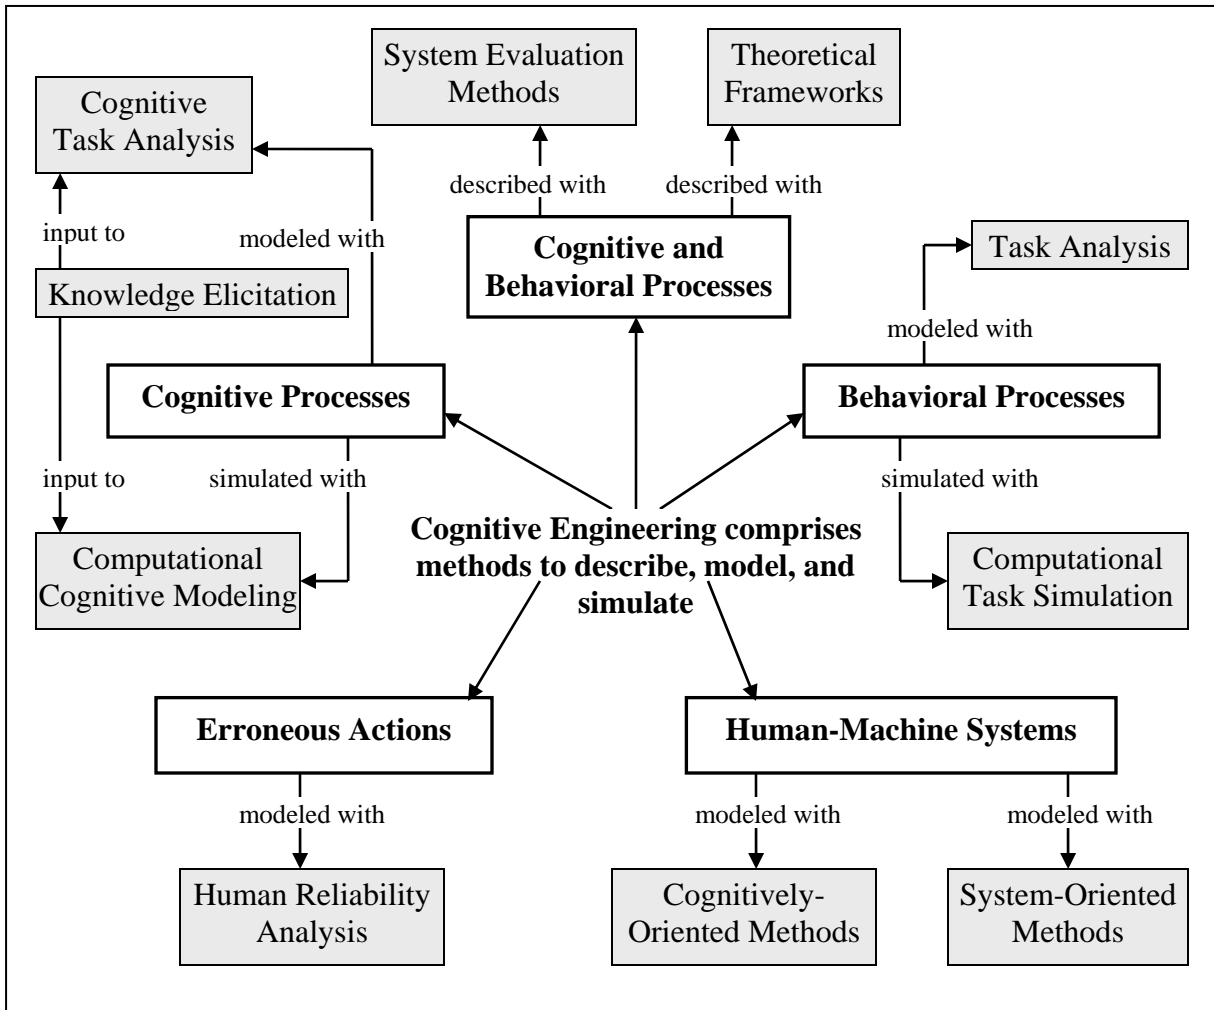 System Evaluation
Methods
Theoretical
Frameworks
Cognitive
Task Analysis
described with
described with
input to
modeled with
Cognitive and
Behavioral Processes
Task Analysis
Knowledge Elicitation
modeled with
Cognitive Processes
Behavioral Processes
input to
simulated with
simulated with
Cognitive Engineering comprises
methods to describe, model, and
simulate
Computational
Cognitive Modeling
Computational
Task Simulation
Erroneous Actions
Human-Machine Systems
modeled with
modeled with
modeled with
Human Reliability
Analysis
Cognitively-
Oriented Methods
System-Oriented
Methods